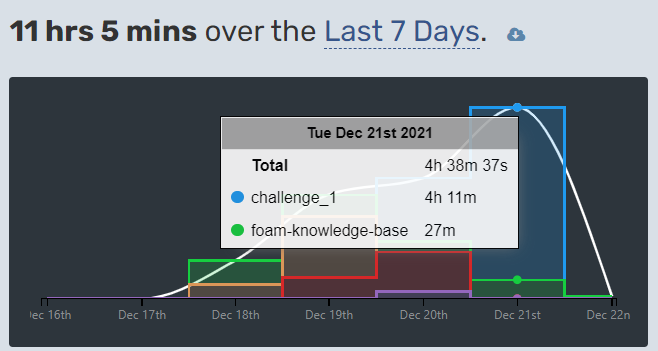 11 hrs 5 mins over the Last 7 Days.
Tue Dec 21st 2021
Total 4h 38m 37s
challenge_1 4h 11m
foam-knowledge-base 27m
ec 16th Dec 17th Dec 18th Dec 19th Dec 20th Dec 21st Dec 22n